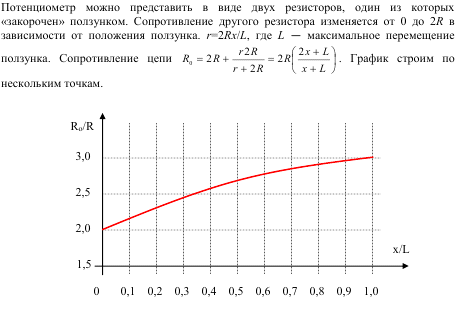 Потенциометр можно представить в виде двух резисторов, один из которых
«закорочен» ползунком. Сопротивление другого резистора изменяется от 0 до 2R в
зависимости от положения ползунка. r=2Rx/L, где L — максимальное перемещение
ползунка. Сопротивление цепи R₀ = 2R + r2R/(r + 2R) = 2R((2x + L)/(x + L)). График строим по
нескольким точкам.
R₀/R
3,0
2,5
2,0
1,5
x/L
0 0,1 0,2 0,3 0,4 0,5 0,6 0,7 0,8 0,9 1,0